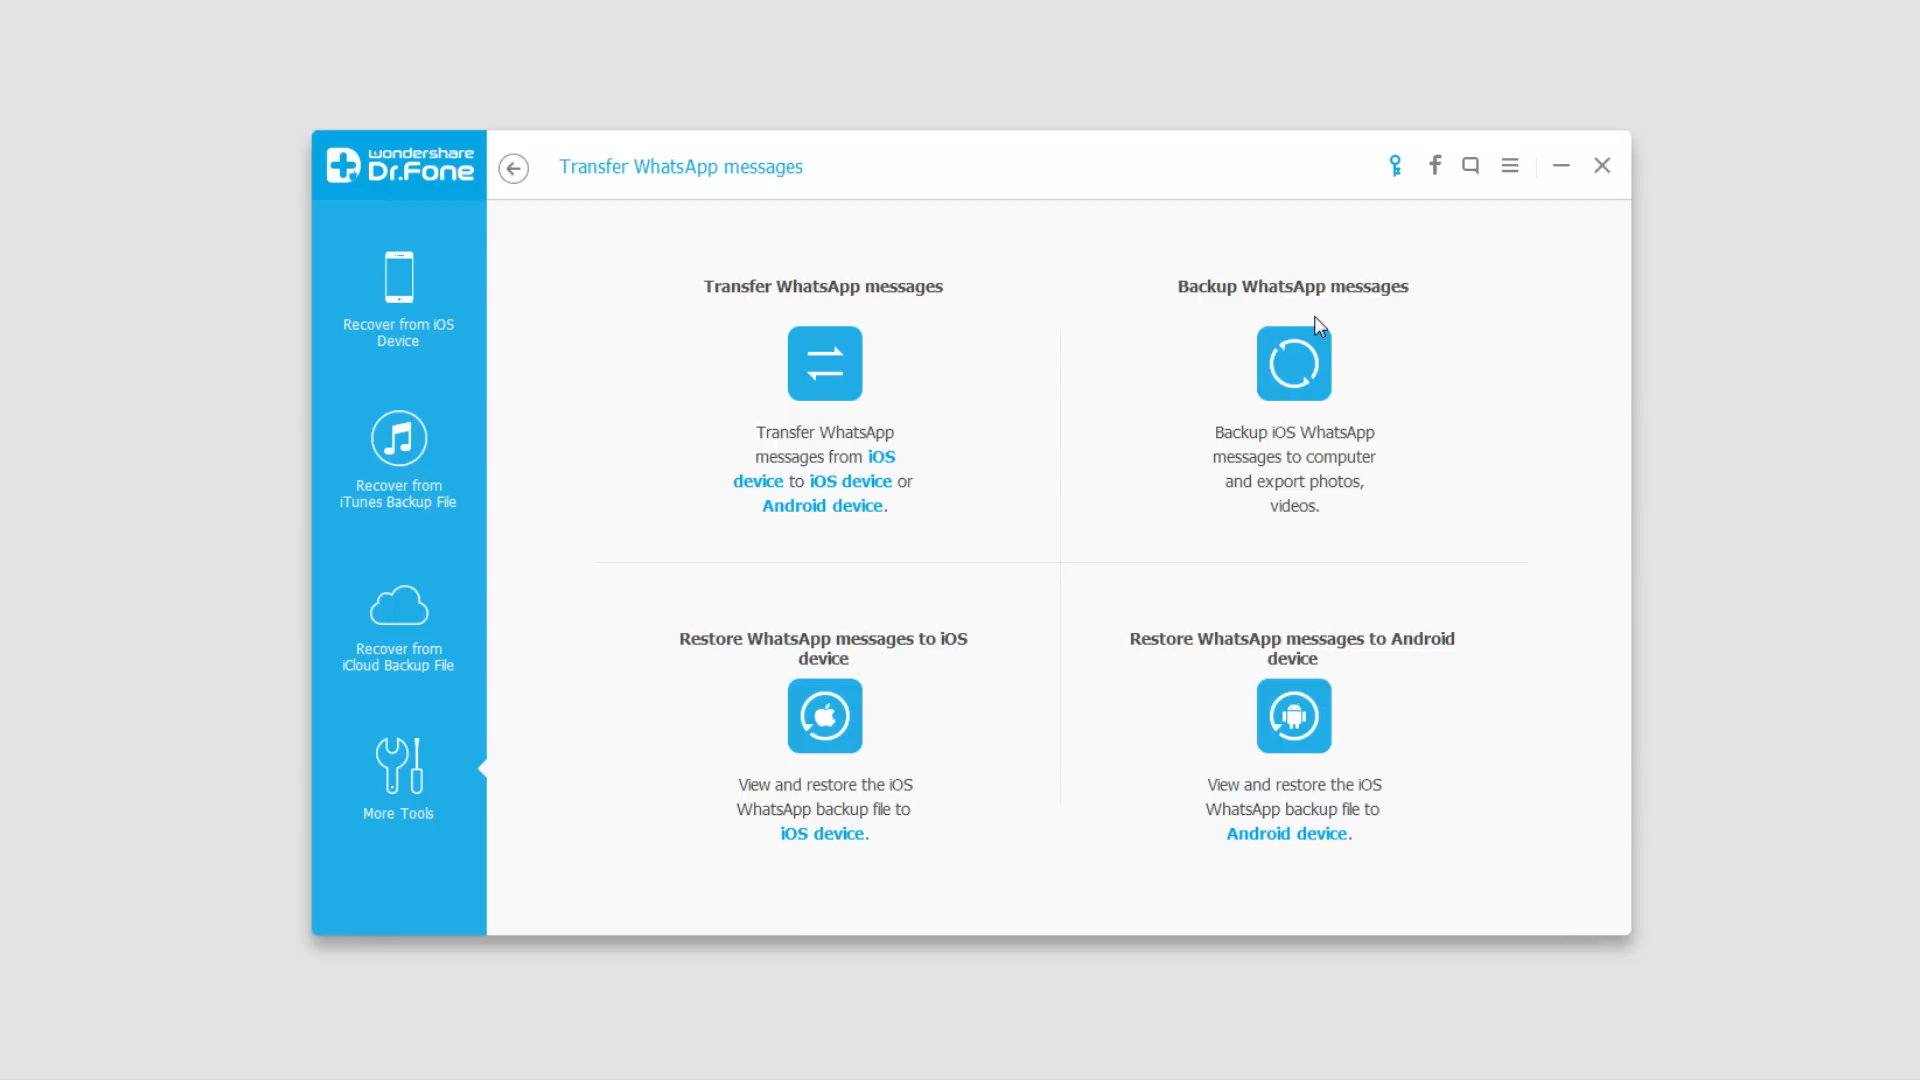 wondershare
Dr.Fone
Transfer WhatsApp messages
Recover from iOS
Device
Recover from
iTunes Backup File
Recover from
iCloud Backup File
More Tools
Transfer WhatsApp messages
Transfer WhatsApp
messages from iOS
device to iOS device or
Android device.
Backup WhatsApp messages
Backup iOS WhatsApp
messages to computer
and export photos,
videos.
Restore WhatsApp messages to iOS
device
View and restore the iOS
WhatsApp backup file to
iOS device.
Restore WhatsApp messages to Android
device
View and restore the iOS
WhatsApp backup file to
Android device.